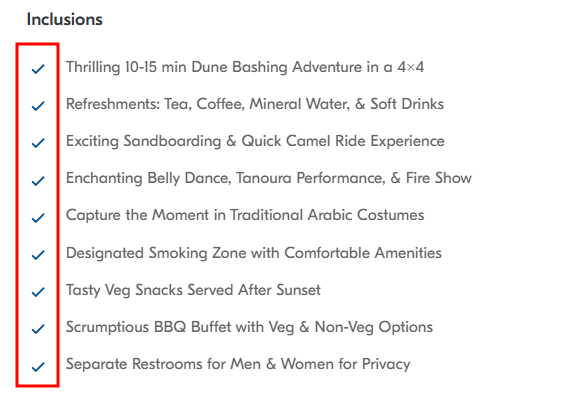 Inclusions
Thrilling 10-15 min Dune Bashing Adventure in a 4×4
Refreshments: Tea, Coffee, Mineral Water, & Soft Drinks
Exciting Sandboarding & Quick Camel Ride Experience
Enchanting Belly Dance, Tanoura Performance, & Fire Show
Capture the Moment in Traditional Arabic Costumes
Designated Smoking Zone with Comfortable Amenities
Tasty Veg Snacks Served After Sunset
Scrumptious BBQ Buffet with Veg & Non-Veg Options
Separate Restrooms for Men & Women for Privacy